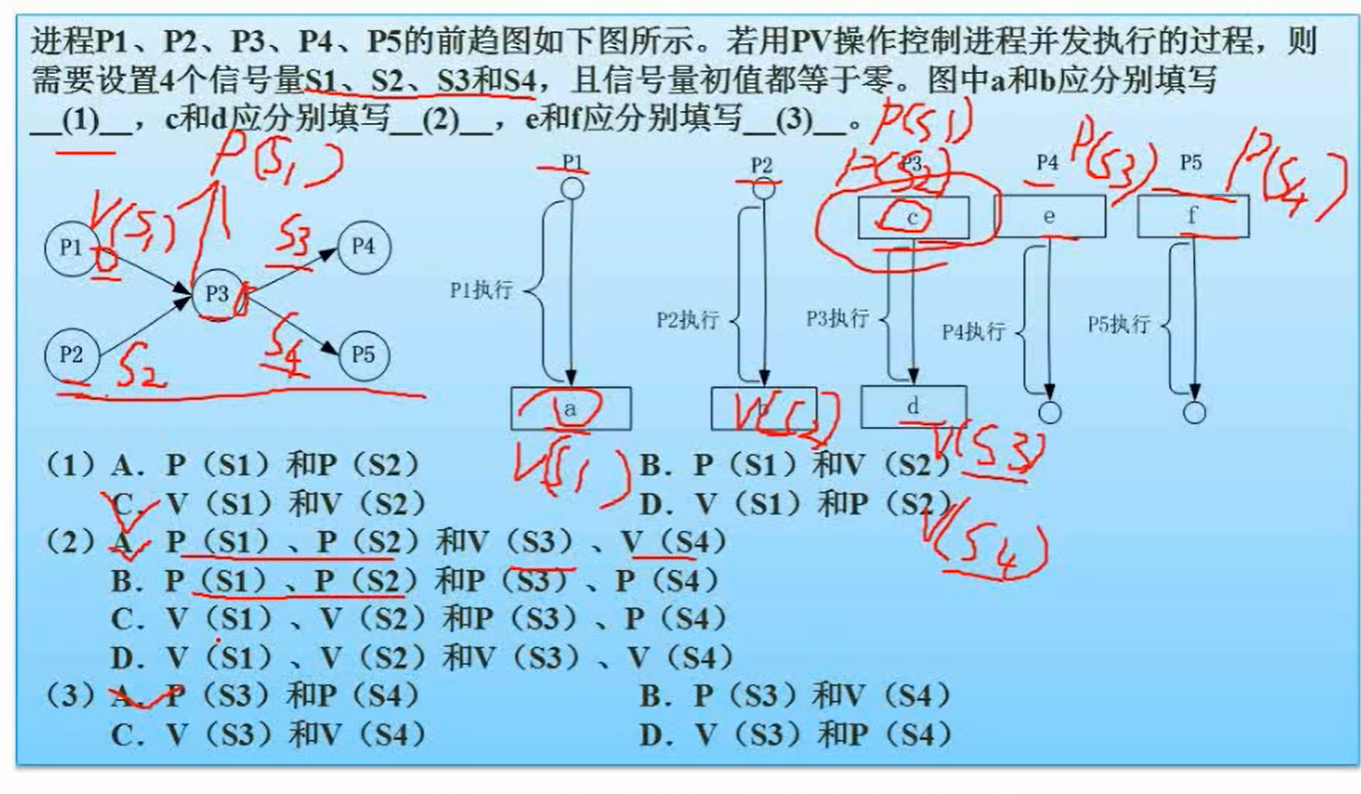 进程P1、P2、P3、P4、P5的前趋图如下图所示。若用PV操作控制进程并发执行的过程，则
需要设置4个信号量S1、S2、S3和S4，且信号量初值都等于零。图中a和b应分别填写
__(1)__，c和d应分别填写__(2)__，e和f应分别填写__(3)__。
P(S1)
P(S1)
P(S2)
P(S3)
P(S4)
P1
P2
P3
P4
P5
V(S1)
P1
S3
P4
c
e
f
P3
P1执行
P2执行
P3执行
P4执行
P5执行
P2
S2
S4
P5
a
V(S2)
d
V(S1)
V(S3)
V(S4)
（1）A．P（S1）和P（S2）
B．P（S1）和V（S2）
C．V（S1）和V（S2）
D．V（S1）和P（S2）
（2）A．P（S1）、P（S2）和V（S3）、V（S4）
B．P（S1）、P（S2）和P（S3）、P（S4）
C．V（S1）、V（S2）和P（S3）、P（S4）
D．V（S1）、V（S2）和V（S3）、V（S4）
（3）A．P（S3）和P（S4）
B．P（S3）和V（S4）
C．V（S3）和V（S4）
D．V（S3）和P（S4）